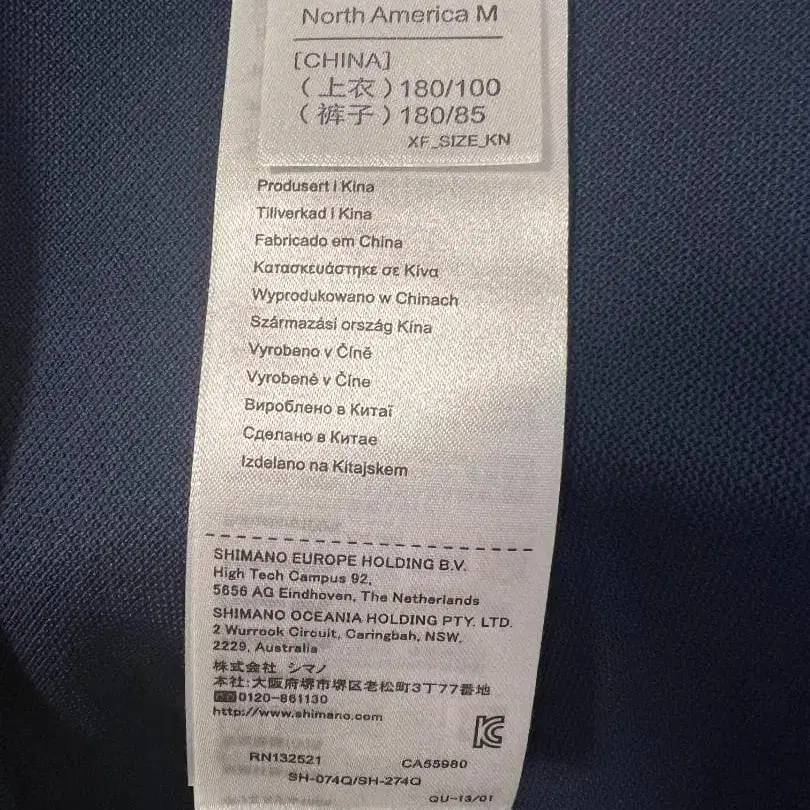 North America M
[CHINA]
(上衣)180/100
(裤子)180/85
XF_SIZE_KN
Produsert i Kina
Tillverkad i Kina
Fabricado em China
Κατασκευάστηκε σε Κίνα
Wyprodukowano w Chinach
Származási ország Kína
Vyrobeno v Číně
Vyrobené v Číne
Вироблено в Китаї
Сделано в Китае
Izdelano na Kitajskem
SHIMANO EUROPE HOLDING B.V.
High Tech Campus 92,
5656 AG Eindhoven, The Netherlands
SHIMANO OCEANIA HOLDING PTY. LTD.
2 Wurrook Circuit, Caringbah, NSW,
2229, Australia
株式会社 シマノ
本社:大阪府堺市堺区老松町3丁77番地
0120-861130
http://www.shimano.com
RN132521 CA55980
SH-074Q/SH-274Q
QU-13/01